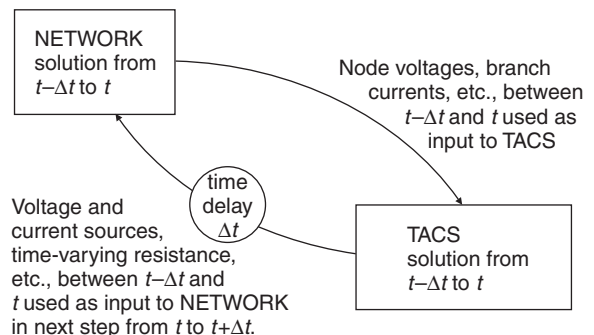 NETWORK
solution from
t–Δt to t
Node voltages, branch
currents, etc., between
t–Δt and t used as
input to TACS
time
delay
Δt
Voltage and
current sources,
time-varying resistance,
etc., between t–Δt and
t used as input to NETWORK
in next step from t to t+Δt.
TACS
solution from
t–Δt to t